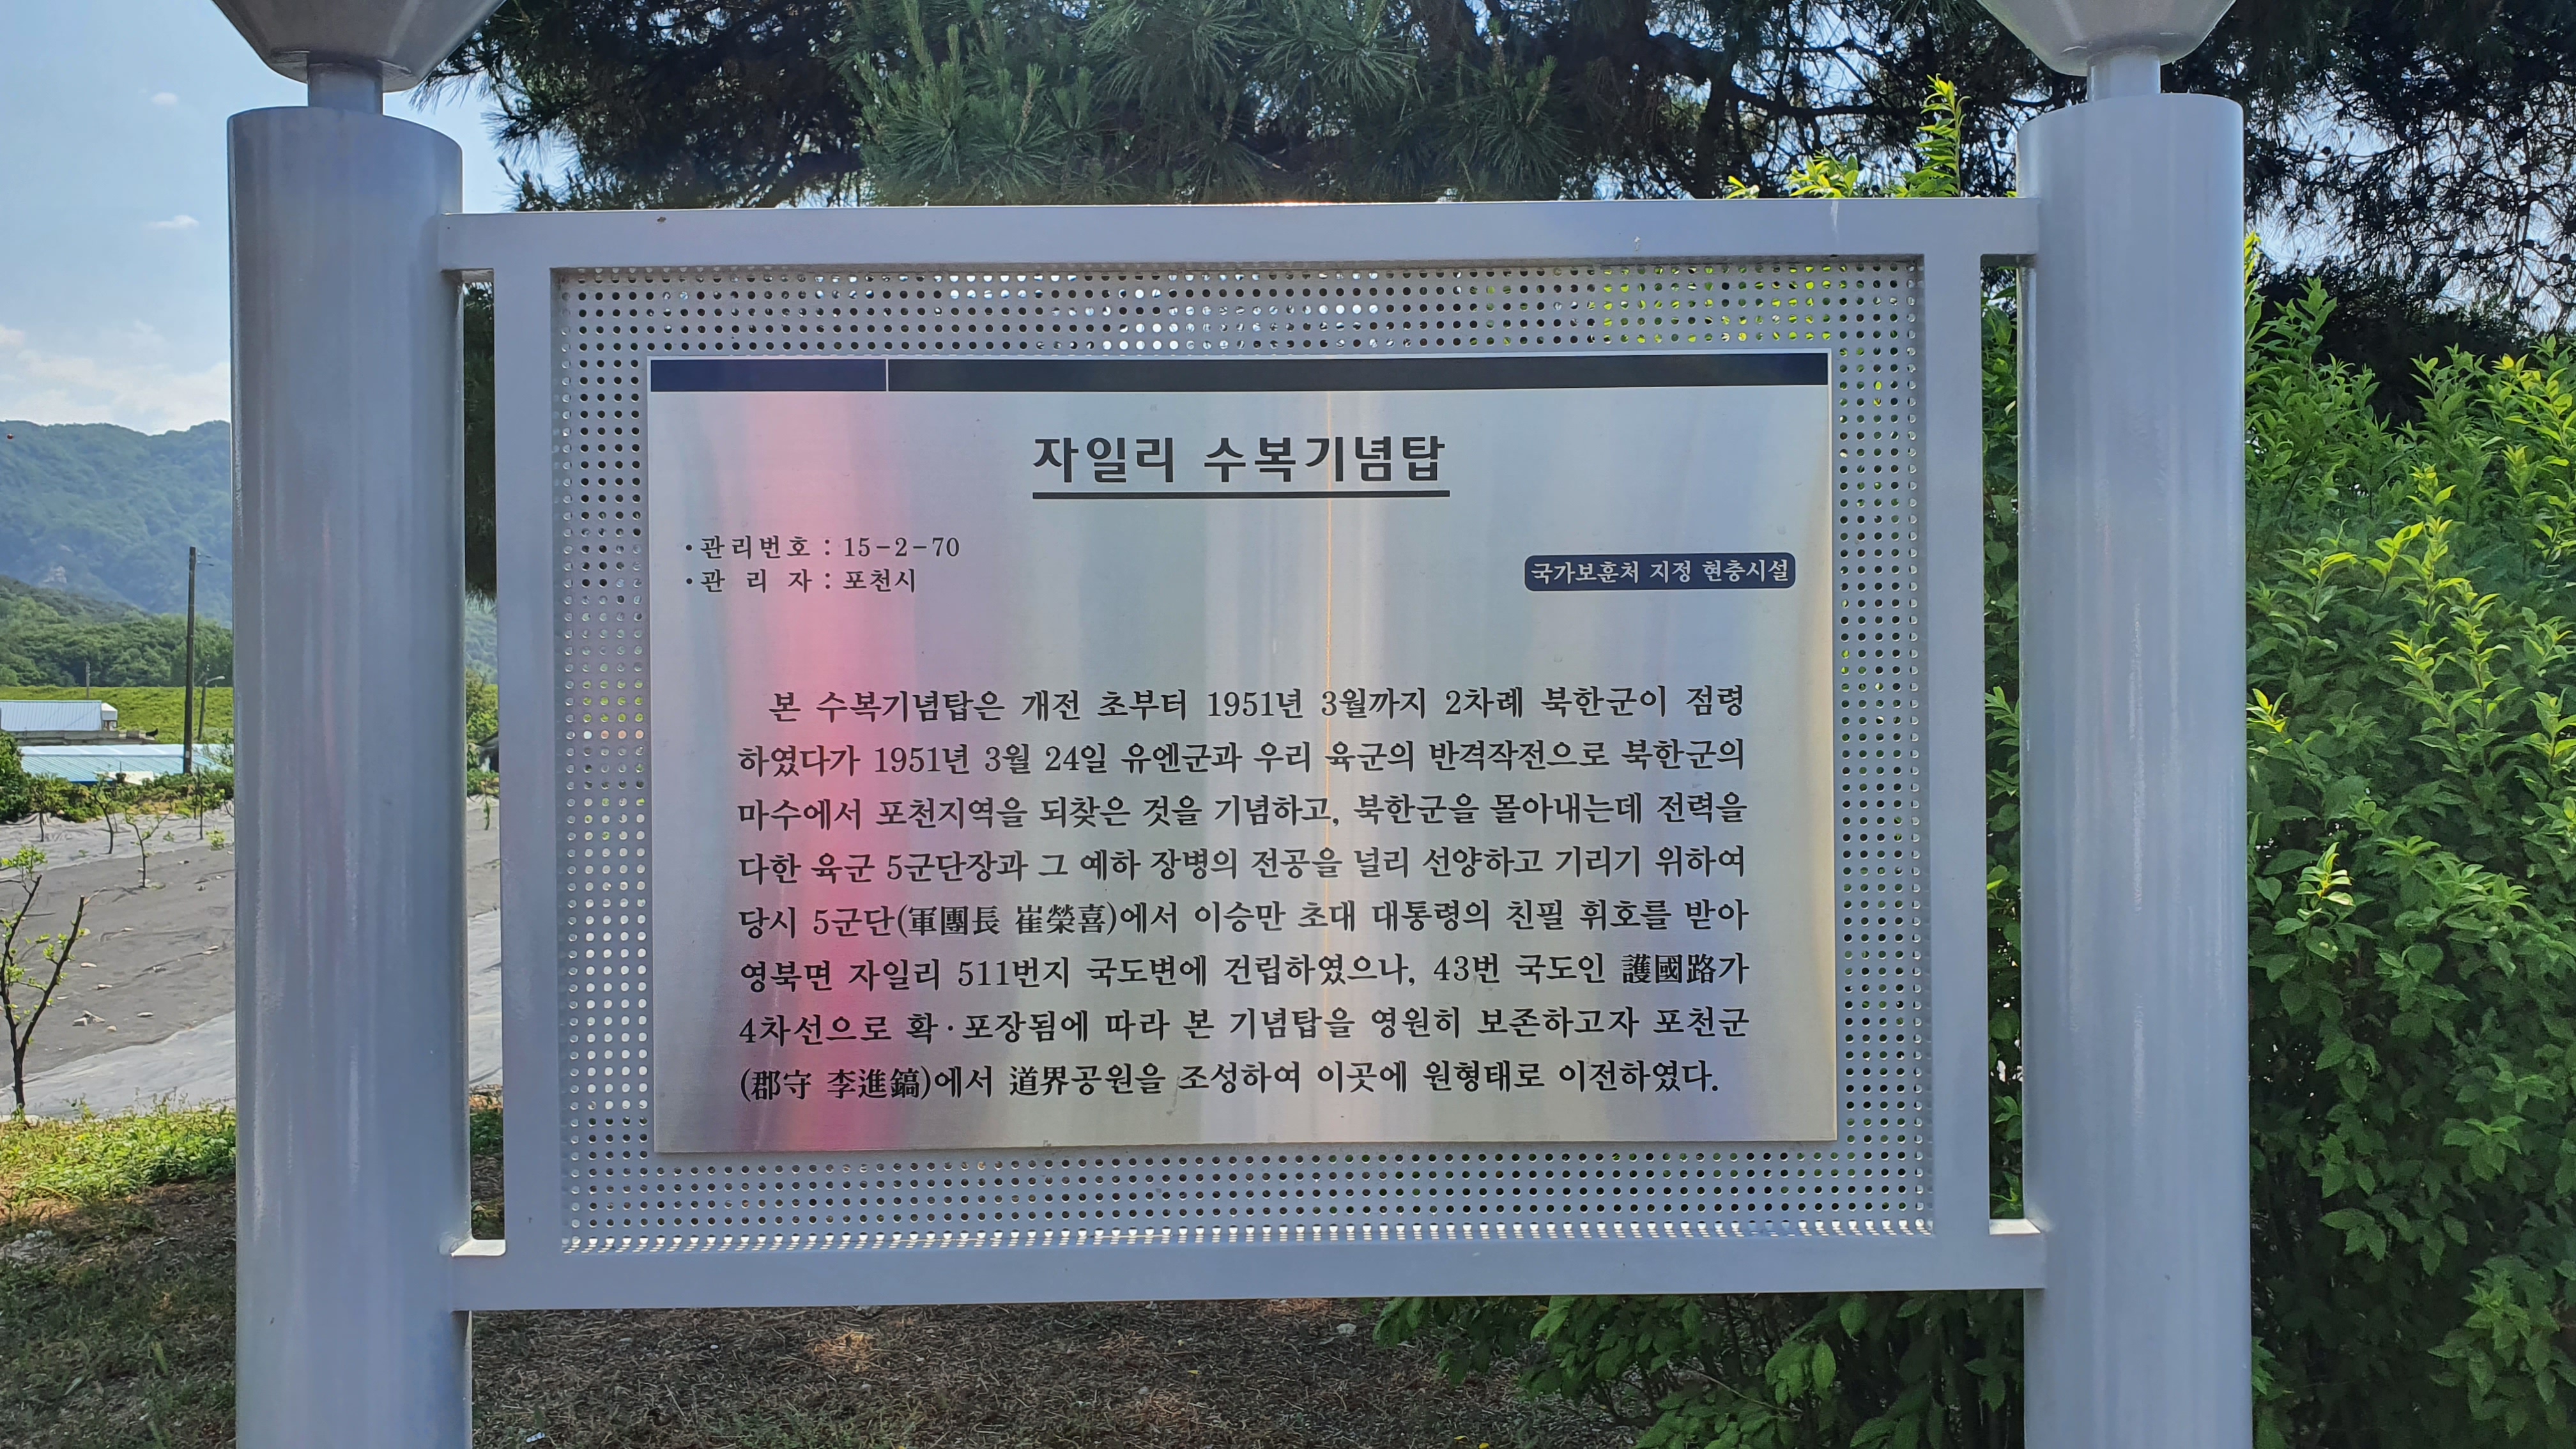 자일리 수복기념탑
·관리번호 : 15-2-70
·관 리 자 : 포천시
국가보훈처 지정 현충시설
본 수복기념탑은 개전 초부터 1951년 3월까지 2차례 북한군이 점령
하였다가 1951년 3월 24일 유엔군과 우리 육군의 반격작전으로 북한군의
마수에서 포천지역을 되찾은 것을 기념하고, 북한군을 몰아내는데 전력을
다한 육군 5군단장과 그 예하 장병의 전공을 널리 선양하고 기리기 위하여
당시 5군단(軍團長 崔榮喜)에서 이승만 초대 대통령의 친필 휘호를 받아
영북면 자일리 511번지 국도변에 건립하였으나, 43번 국도인 護國路가
4차선으로 확·포장됨에 따라 본 기념탑을 영원히 보존하고자 포천군
(郡守 李進鎬)에서 道界공원을 조성하여 이곳에 원형태로 이전하였다.